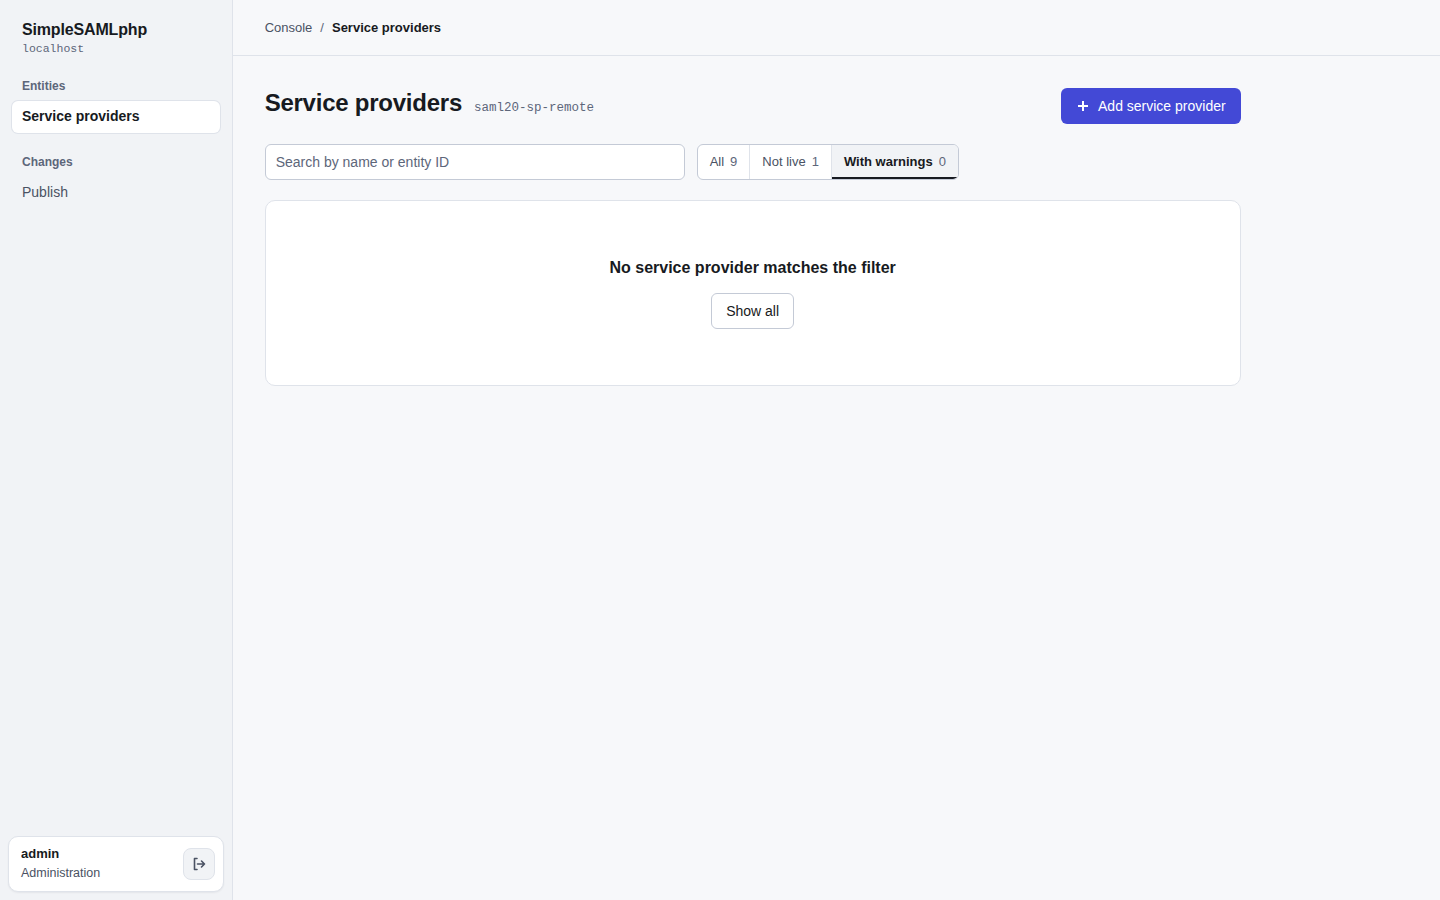 SimpleSAMLphp
localhost
Entities
Service providers
Changes
Publish
admin
Administration
Console / Service providers
Service providers saml20-sp-remote
Add service provider
Search by name or entity ID
All 9 Not live 1 With warnings 0
No service provider matches the filter
Show all